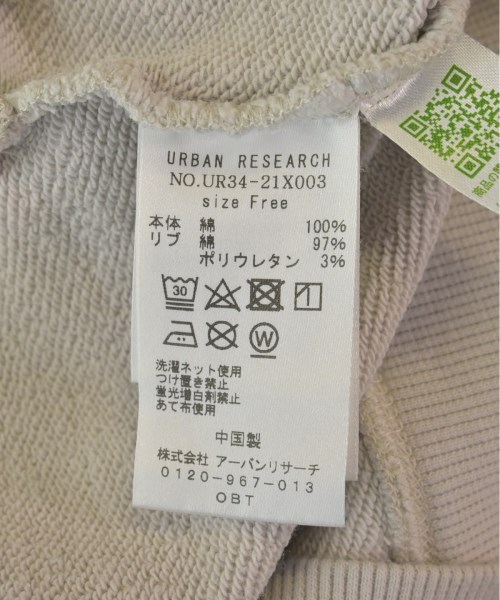 URBAN RESEARCH
NO.UR34-21X003
size Free
本体 綿 100%
リブ 綿 97%
ポリウレタン 3%
30
W
洗濯ネット使用
つけ置き禁止
蛍光増白剤禁止
あて布使用
中国製
株式会社 アーバンリサーチ
0120-967-013
OBT
商品の